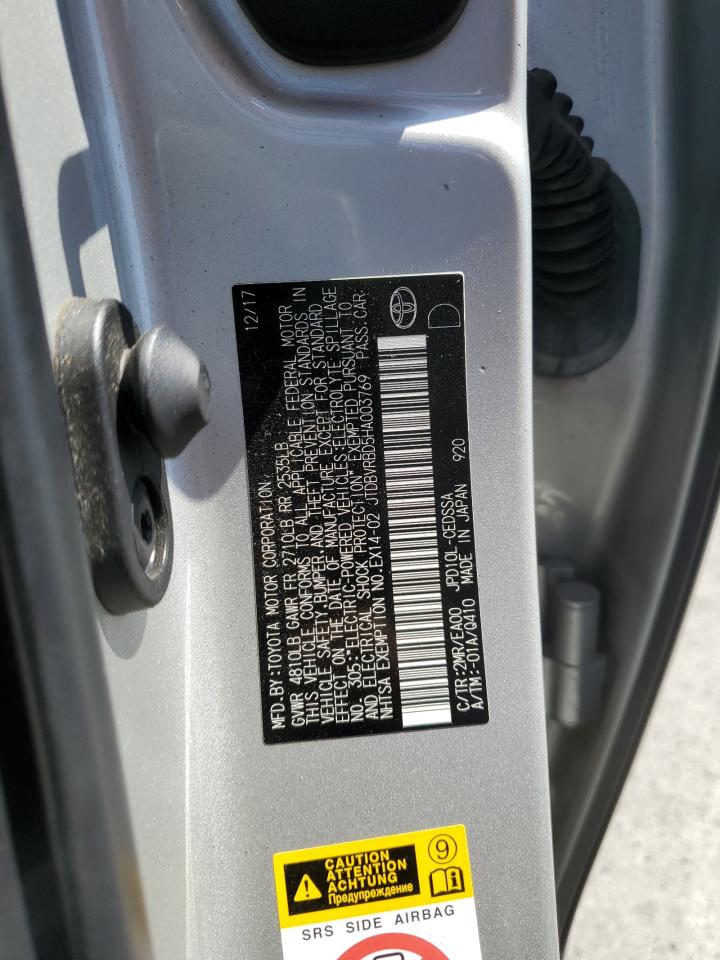 MFD.BY:TOYOTA MOTOR CORPORATION 12/17
GVWR 4810LB GAWR FR 2710LB RR 2535LB
THIS VEHICLE CONFORMS TO ALL APPLICABLE FEDERAL MOTOR
VEHICLE SAFETY,BUMPER AND THEFT PREVENTION STANDARDS IN
EFFECT ON THE DATE OF MANUFACTURE EXCEPT FOR STANDARD
NO. 305:"ELECTRIC-POWERED VEHICLES:ELECTROLYTE SPILLAGE
AND ELECTRICAL SHOCK PROTECTION" EXEMPTED PURSUANT TO
NHTSA EXEMPTION NO.EX14-02 JTDBVRBD5HA003769 PASS.CAR.
C/TR:2MR/EA00 JPD10L-CEDSSA D
A/TM:-01A/Q410 MADE IN JAPAN 920
CAUTION
ATTENTION
ACHTUNG
Предупреждение
9
SRS SIDE AIRBAG